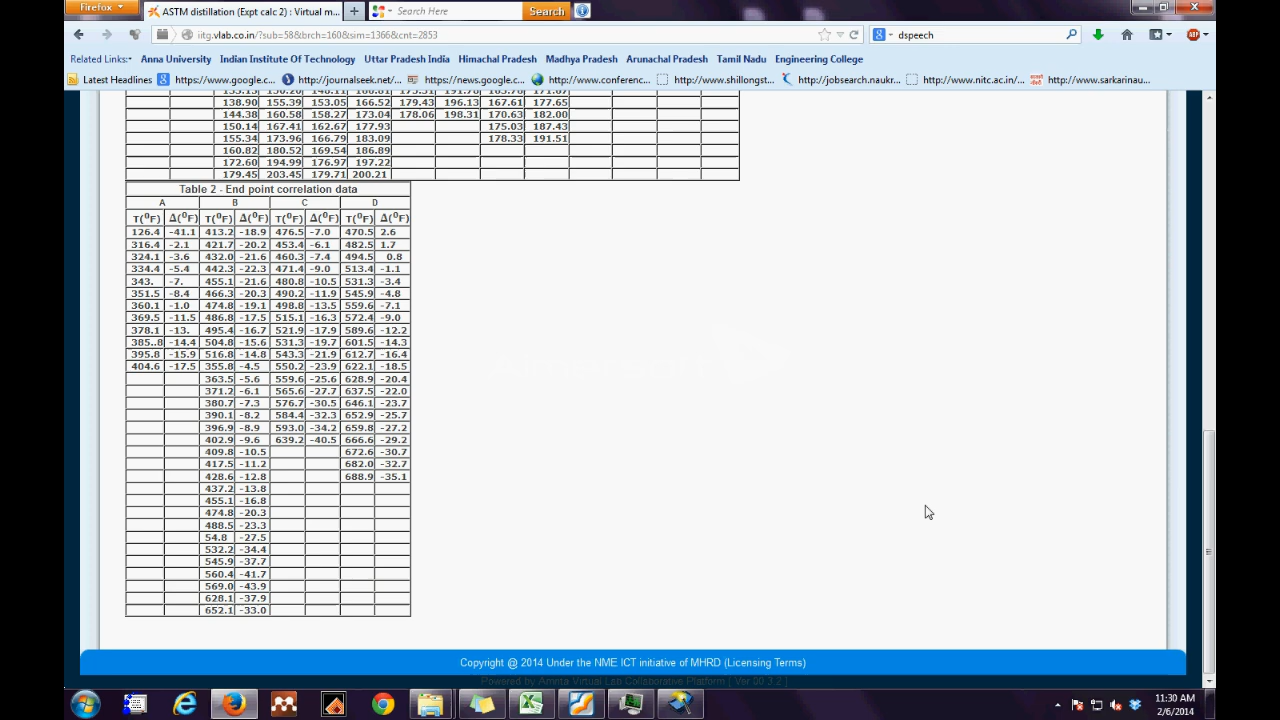 Firefox
ASTM distillation (Expt calc 2) : Virtual m...
Search Here
Search
iitg.vlab.co.in/?sub=58&brch=160&sim=1366&cnt=2853
dspeech
Related Links:- Anna University Indian Institute Of Technology Uttar Pradesh India Himachal Pradesh Madhya Pradesh Arunachal Pradesh Tamil Nadu Engineering College
Latest Headlines https://www.google.c... http://journalseek.net/... https://news.google.c... http://www.conferenc... http://www.shillongst... http://jobsearch.naukr... http://www.nitc.ac.in/... http://www.sarkarinau...
138.90 155.39 153.05 166.52 179.43 196.13 167.61 177.65
144.38 160.58 158.27 173.04 178.06 198.31 170.63 182.00
150.14 167.41 162.67 177.93 175.03 187.43
155.34 173.96 166.79 183.09 178.33 191.51
160.82 180.52 169.54 186.89
172.60 194.99 176.97 197.22
179.45 203.45 179.71 200.21
Table 2 - End point correlation data
A B C D
T(⁰F) Δ(⁰F) T(⁰F) Δ(⁰F) T(⁰F) Δ(⁰F) T(⁰F) Δ(⁰F)
126.4 -41.1 413.2 -18.9 476.5 -7.0 470.5 2.6
316.4 -2.1 421.7 -20.2 453.4 -6.1 482.5 1.7
324.1 -3.6 432.0 -21.6 460.3 -7.4 494.5 0.8
334.4 -5.4 442.3 -22.3 471.4 -9.0 513.4 -1.1
343. -7. 455.1 -21.6 480.8 -10.5 531.3 -3.4
351.5 -8.4 466.3 -20.3 490.2 -11.9 545.9 -4.8
360.1 -1.0 474.8 -19.1 498.8 -13.5 559.6 -7.1
369.5 -11.5 486.8 -17.5 515.1 -16.3 572.4 -9.0
378.1 -13. 495.4 -16.7 521.9 -17.9 589.6 -12.2
385..8 -14.4 504.8 -15.6 531.3 -19.7 601.5 -14.3
395.8 -15.9 516.8 -14.8 543.3 -21.9 612.7 -16.4
404.6 -17.5 355.8 -4.5 550.2 -23.9 622.1 -18.5
363.5 -5.6 559.6 -25.6 628.9 -20.4
371.2 -6.1 565.6 -27.7 637.5 -22.0
380.7 -7.3 576.7 -30.5 646.1 -23.7
390.1 -8.2 584.4 -32.3 652.9 -25.7
396.9 -8.9 593.0 -34.2 659.8 -27.2
402.9 -9.6 639.2 -40.5 666.6 -29.2
409.8 -10.5 672.6 -30.7
417.5 -11.2 682.0 -32.7
428.6 -12.8 688.9 -35.1
437.2 -13.8
455.1 -16.8
474.8 -20.3
488.5 -23.3
54.8 -27.5
532.2 -34.4
545.9 -37.7
560.4 -41.7
569.0 -43.9
628.1 -37.9
652.1 -33.0
Copyright @ 2014 Under the NME ICT initiative of MHRD (Licensing Terms)
Powered by Amrita Virtual Lab Collaborative Platform [ Ver 00.3.2 ]
11:30 AM
2/6/2014